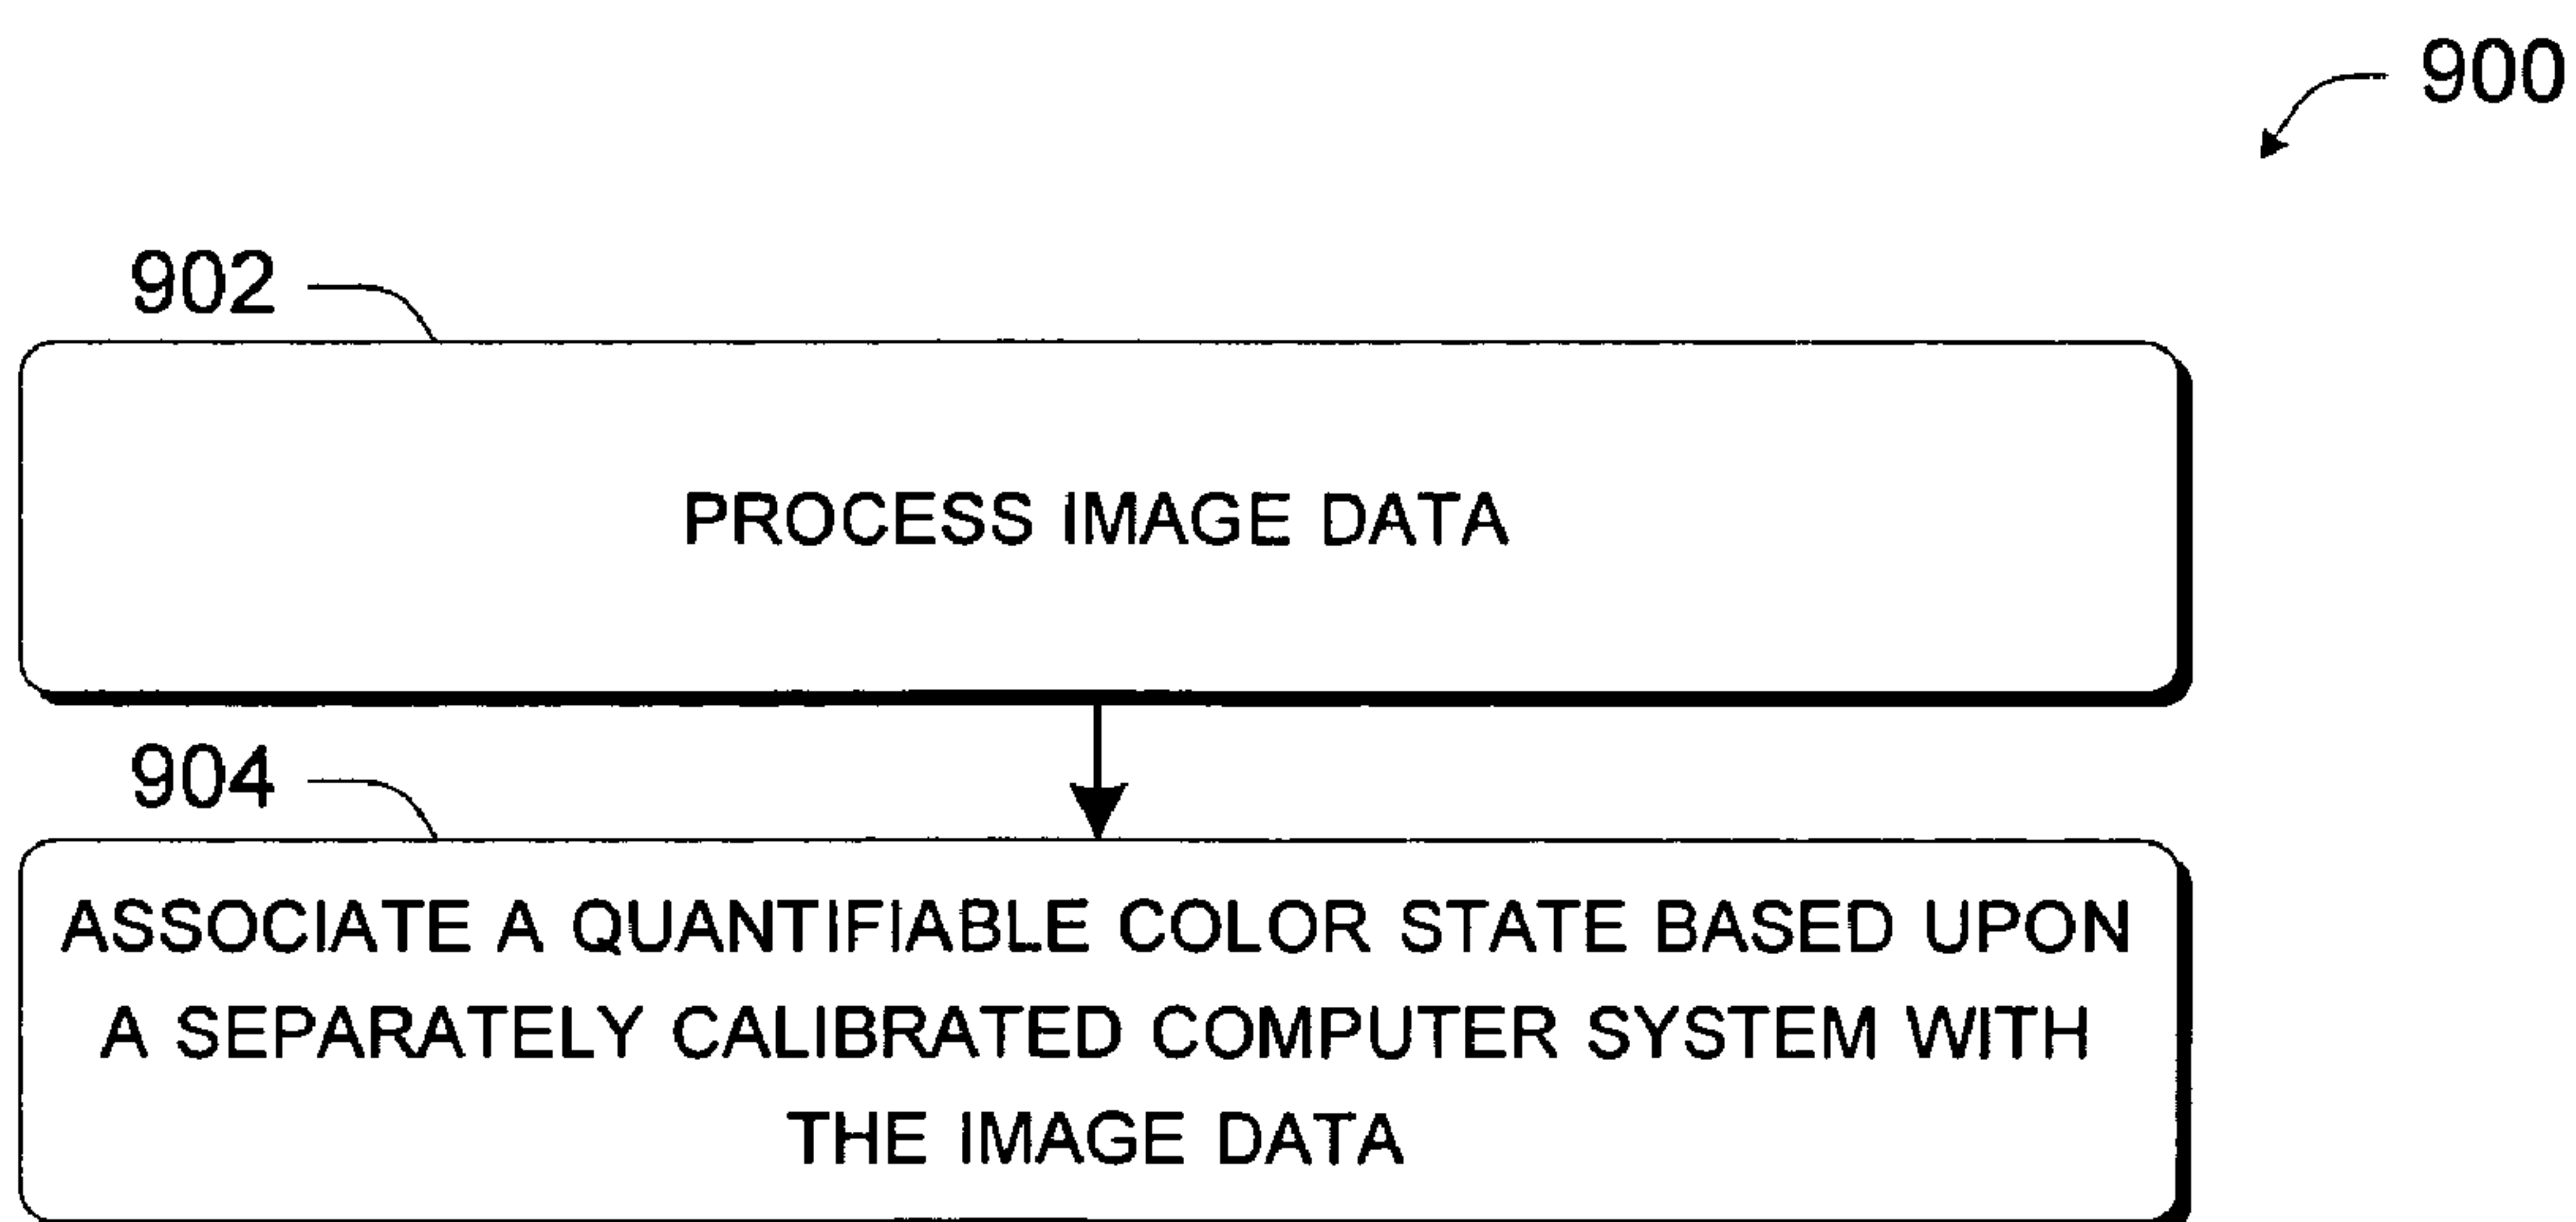 900
902
PROCESS IMAGE DATA
904
ASSOCIATE A QUANTIFIABLE COLOR STATE BASED UPON
A SEPARATELY CALIBRATED COMPUTER SYSTEM WITH
THE IMAGE DATA